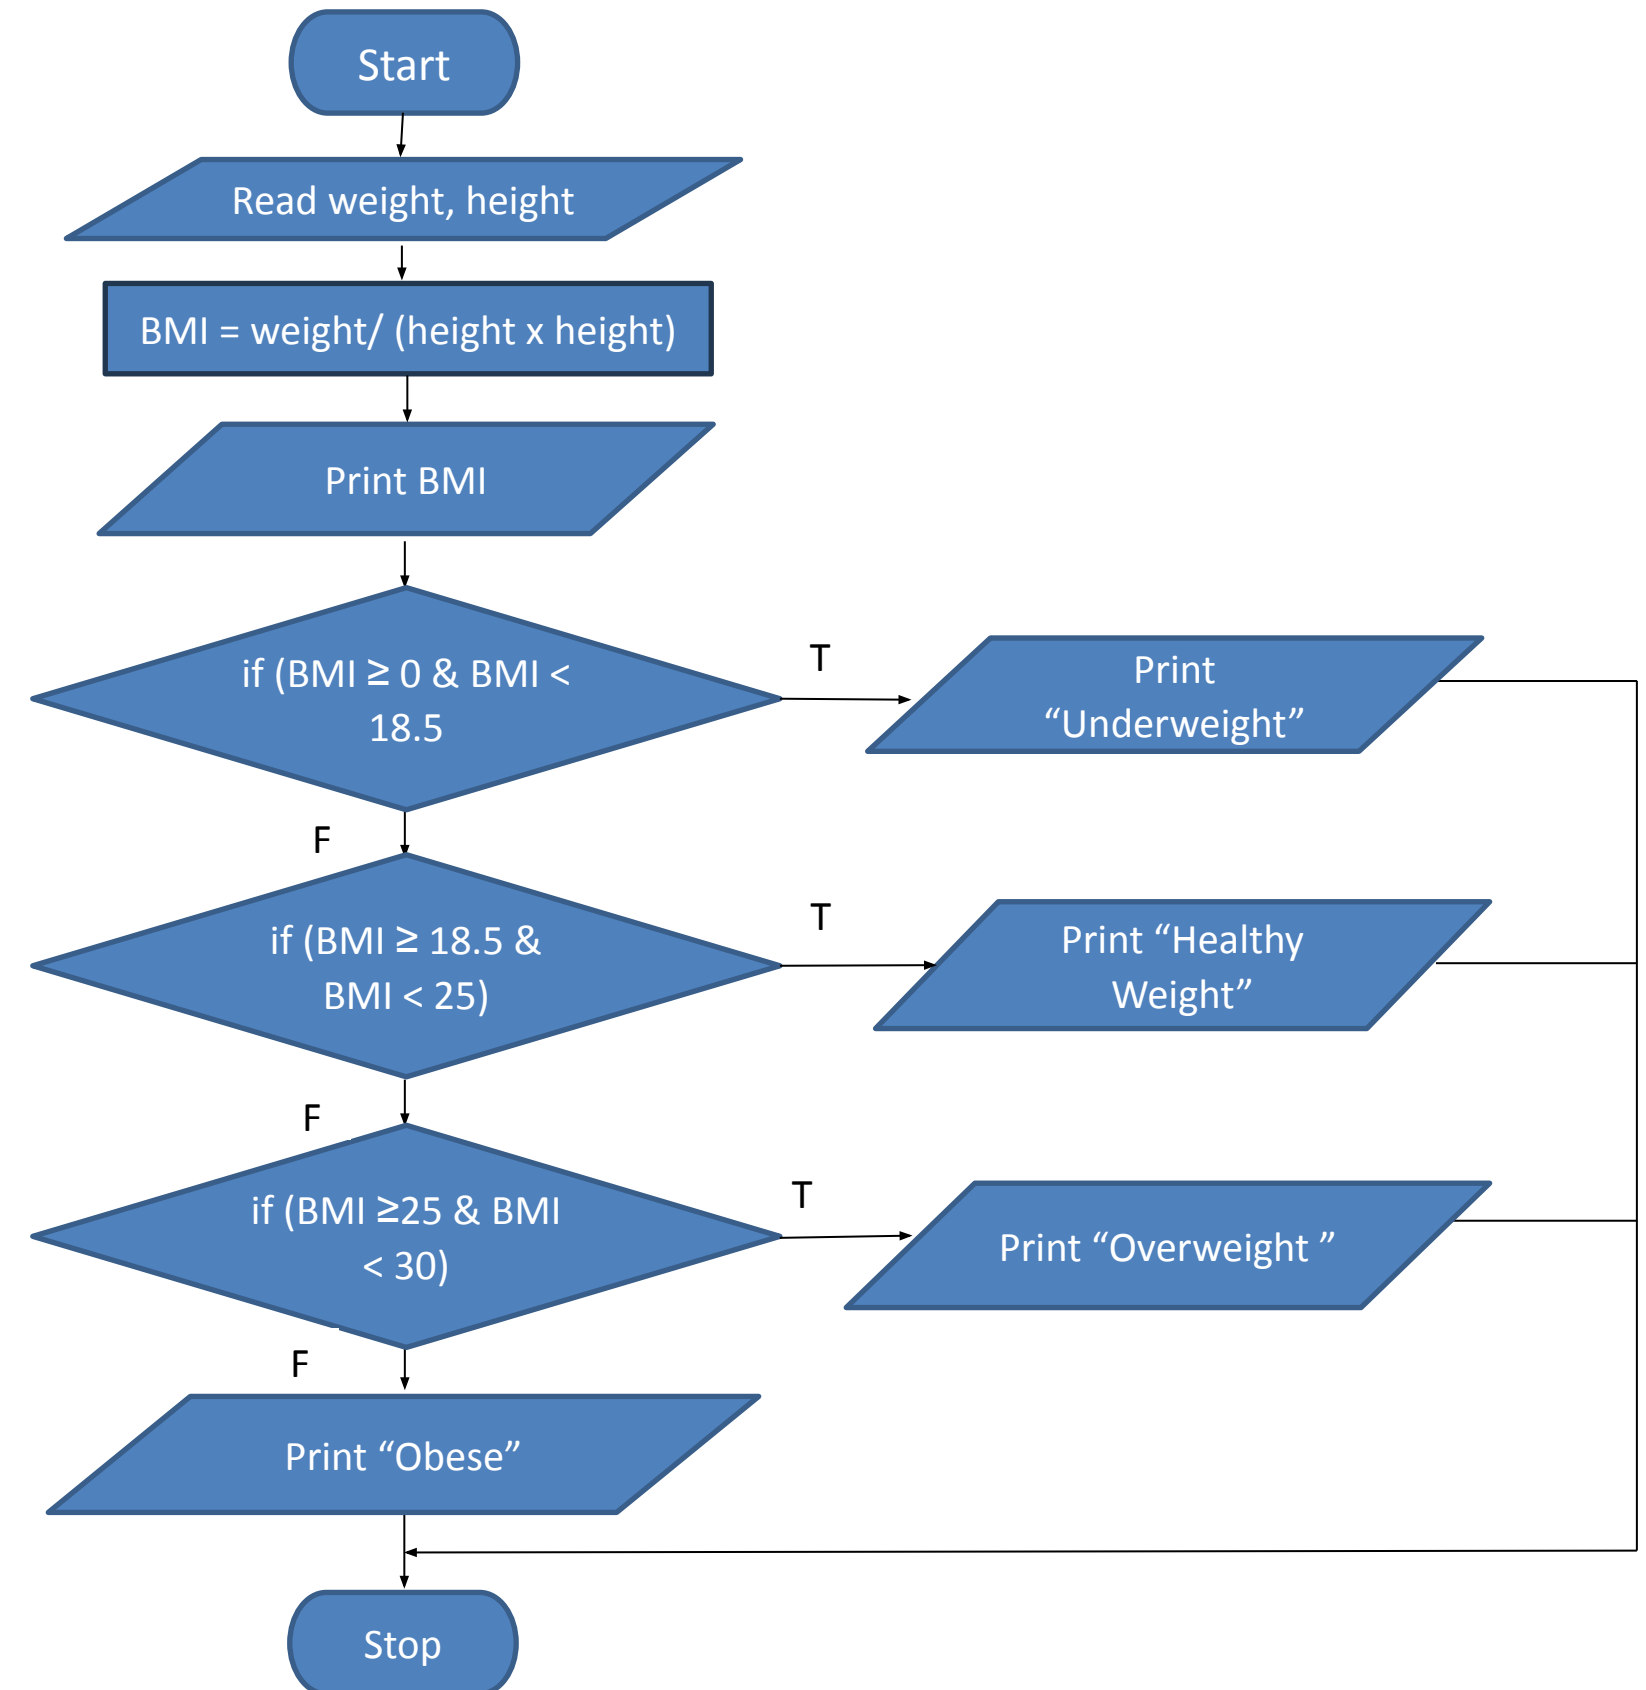 Start
Read weight, height
BMI = weight/ (height x height)
Print BMI
if (BMI ≥ 0 & BMI <
18.5
T
Print
“Underweight”
F
if (BMI ≥ 18.5 &
BMI < 25)
T
Print “Healthy
Weight”
F
if (BMI ≥25 & BMI
< 30)
T
Print “Overweight ”
F
Print “Obese”
Stop